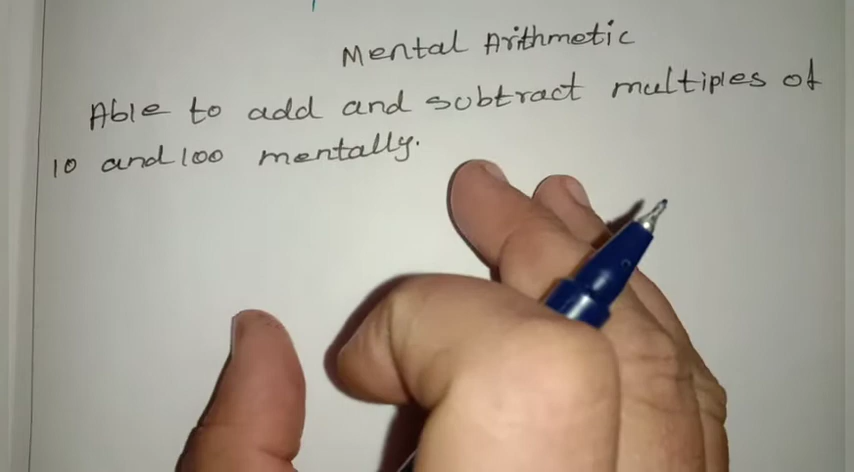 Mental Arithmetic
Able to add and subtract multiples of
10 and 100 mentally.